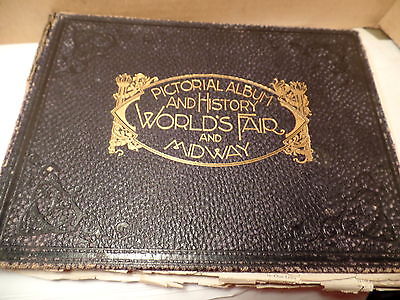 PICTORIAL ALBUM
AND HISTORY
WORLD'S FAIR
AND
MIDWAY